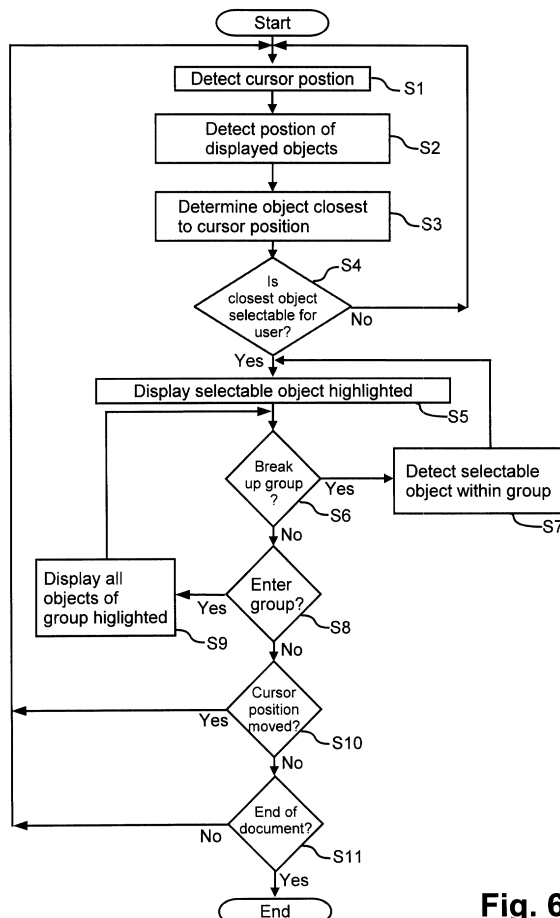 Start
Detect cursor postion
S1
Detect postion of
displayed objects
S2
Determine object closest
to cursor position
S3
S4
Is
closest object
selectable for
user?
No
Yes
Display selectable object highlighted
S5
Break
up group
?
Yes
S6
Detect selectable
object within group
S7
No
Display all
objects of
group higlighted
S9
Yes
Enter
group?
S8
No
Cursor
position
moved?
Yes
S10
No
End of
document?
No
S11
Yes
End
Fig. 6